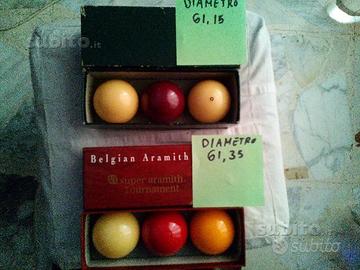 subito.it
DIAMETRO
61,15
Belgian Aramith
super aramith
Tournament
DIAMETRO
61,35
subito
subito